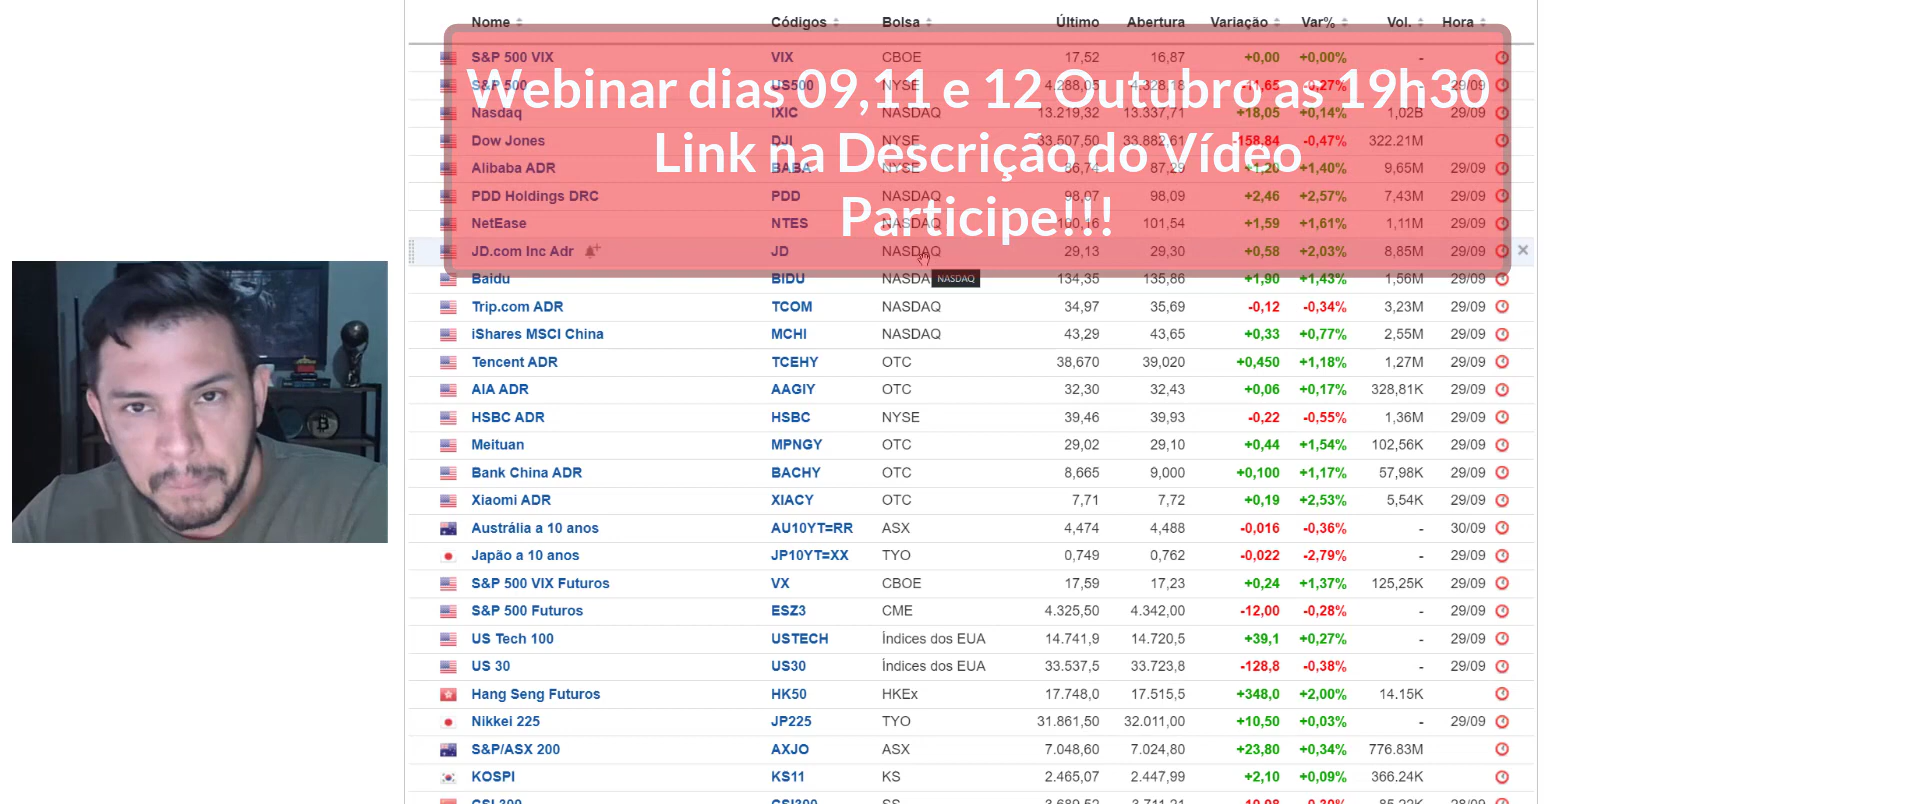 Nome Códigos Bolsa Último Abertura Variação Var% Vol. Hora
S&P 500 VIX VIX CBOE 17,52 16,87 +0,00 +0,00% -
Webinar dias 09,11 e 12 Outubro as 19h30
S&P 500 US500 NYSE 4.288,05 4.328,18 -11,65 -0,27% - 29/09
Nasdaq IXIC NASDAQ 13.219,32 13.337,71 +18,05 +0,14% 1,02B 29/09
Dow Jones DJI NYSE 33.507,50 33.882,61 -158,84 -0,47% 322.21M
Link na Descrição do Vídeo
Alibaba ADR BABA NYSE 86,74 87,29 +1,20 +1,40% 9,65M 29/09
PDD Holdings DRC PDD NASDAQ 98,07 98,09 +2,46 +2,57% 7,43M 29/09
Participe!!!
NetEase NTES NASDAQ 100,16 101,54 +1,59 +1,61% 1,11M 29/09
JD.com Inc Adr JD NASDAQ 29,13 29,30 +0,58 +2,03% 8,85M 29/09
Baidu BIDU NASDA NASDAQ 134,35 135,86 +1,90 +1,43% 1,56M 29/09
Trip.com ADR TCOM NASDAQ 34,97 35,69 -0,12 -0,34% 3,23M 29/09
iShares MSCI China MCHI NASDAQ 43,29 43,65 +0,33 +0,77% 2,55M 29/09
Tencent ADR TCEHY OTC 38,670 39,020 +0,450 +1,18% 1,27M 29/09
AIA ADR AAGIY OTC 32,30 32,43 +0,06 +0,17% 328,81K 29/09
HSBC ADR HSBC NYSE 39,46 39,93 -0,22 -0,55% 1,36M 29/09
Meituan MPNGY OTC 29,02 29,10 +0,44 +1,54% 102,56K 29/09
Bank China ADR BACHY OTC 8,665 9,000 +0,100 +1,17% 57,98K 29/09
Xiaomi ADR XIACY OTC 7,71 7,72 +0,19 +2,53% 5,54K 29/09
Austrália a 10 anos AU10YT=RR ASX 4,474 4,488 -0,016 -0,36% - 30/09
Japão a 10 anos JP10YT=XX TYO 0,749 0,762 -0,022 -2,79% - 29/09
S&P 500 VIX Futuros VX CBOE 17,59 17,23 +0,24 +1,37% 125,25K 29/09
S&P 500 Futuros ESZ3 CME 4.325,50 4.342,00 -12,00 -0,28% - 29/09
US Tech 100 USTECH Índices dos EUA 14.741,9 14.720,5 +39,1 +0,27% - 29/09
US 30 US30 Índices dos EUA 33.537,5 33.723,8 -128,8 -0,38% - 29/09
Hang Seng Futuros HK50 HKEx 17.748,0 17.515,5 +348,0 +2,00% 14.15K
Nikkei 225 JP225 TYO 31.861,50 32.011,00 +10,50 +0,03% - 29/09
S&P/ASX 200 AXJO ASX 7.048,60 7.024,80 +23,80 +0,34% 776.83M
KOSPI KS11 KS 2.465,07 2.447,99 +2,10 +0,09% 366.24K